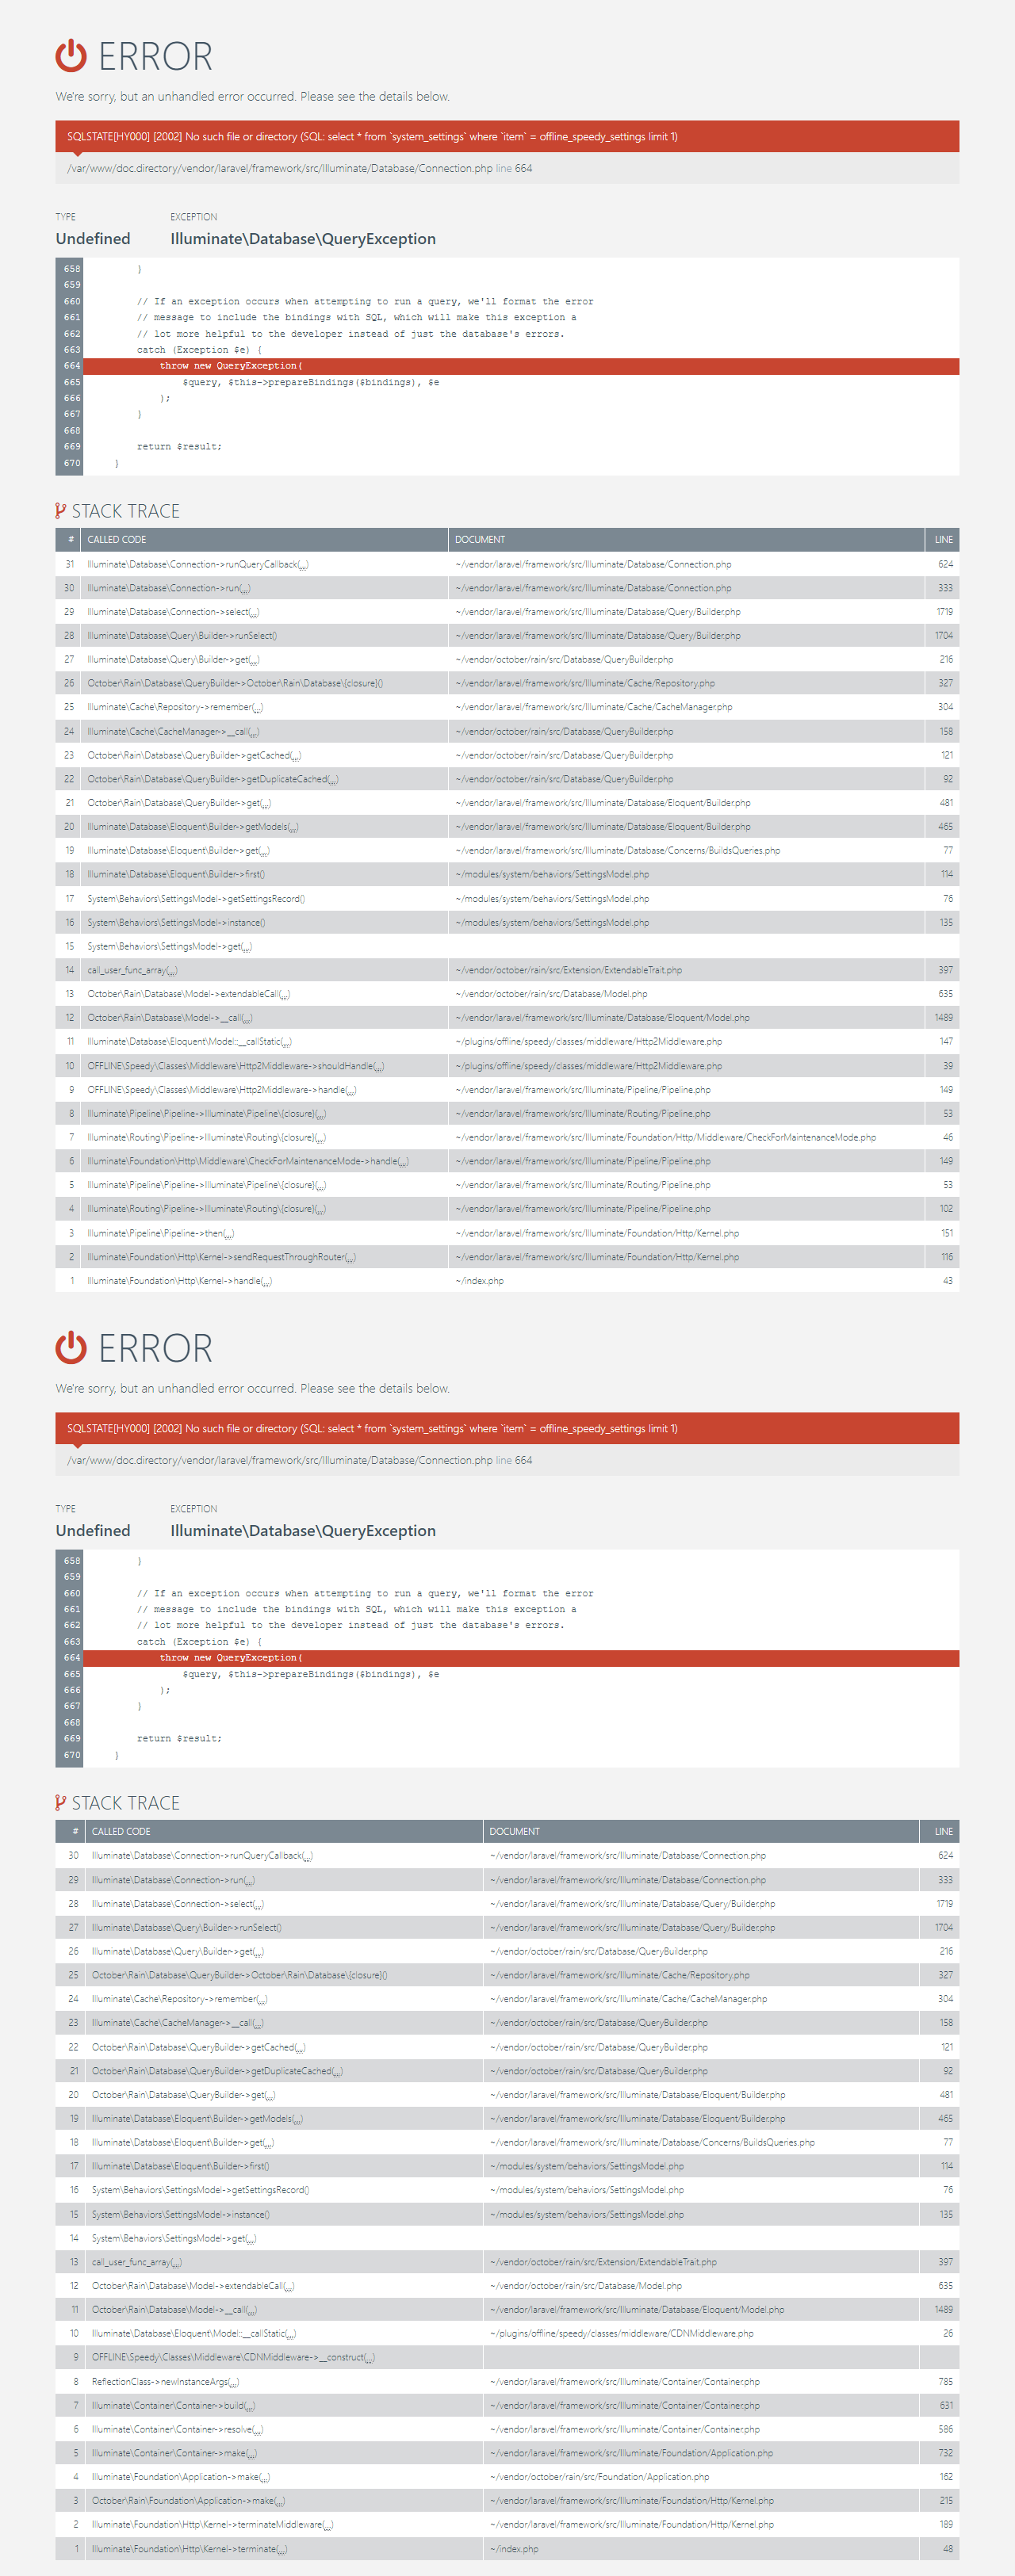 ERROR
We're sorry, but an unhandled error occurred. Please see the details below.
SQLSTATE[HY000] [2002] No such file or directory (SQL: select * from `system_settings` where `item` = offline_speedy_settings limit 1)
/var/www/doc.directory/vendor/laravel/framework/src/Illuminate/Database/Connection.php line 664
TYPE EXCEPTION
Undefined Illuminate\Database\QueryException
658 }
659
660 // If an exception occurs when attempting to run a query, we'll format the error
661 // message to include the bindings with SQL, which will make this exception a
662 // lot more helpful to the developer instead of just the database's errors.
663 catch (Exception $e) {
664 throw new QueryException(
665 $query, $this->prepareBindings($bindings), $e
666 );
667 }
668
669 return $result;
670 }
STACK TRACE
# CALLED CODE DOCUMENT LINE
31 Illuminate\Database\Connection->runQueryCallback(...) ~/vendor/laravel/framework/src/Illuminate/Database/Connection.php 624
30 Illuminate\Database\Connection->run(...) ~/vendor/laravel/framework/src/Illuminate/Database/Connection.php 333
29 Illuminate\Database\Connection->select(...) ~/vendor/laravel/framework/src/Illuminate/Database/Query/Builder.php 1719
28 Illuminate\Database\Query\Builder->runSelect() ~/vendor/laravel/framework/src/Illuminate/Database/Query/Builder.php 1704
27 Illuminate\Database\Query\Builder->get(...) ~/vendor/october/rain/src/Database/QueryBuilder.php 216
26 October\Rain\Database\QueryBuilder->October\Rain\Database\{closure}() ~/vendor/laravel/framework/src/Illuminate/Cache/Repository.php 327
25 Illuminate\Cache\Repository->remember(...) ~/vendor/laravel/framework/src/Illuminate/Cache/CacheManager.php 304
24 Illuminate\Cache\CacheManager->__call(...) ~/vendor/october/rain/src/Database/QueryBuilder.php 158
23 October\Rain\Database\QueryBuilder->getCached(...) ~/vendor/october/rain/src/Database/QueryBuilder.php 121
22 October\Rain\Database\QueryBuilder->getDuplicateCached(...) ~/vendor/october/rain/src/Database/QueryBuilder.php 92
21 October\Rain\Database\QueryBuilder->get(...) ~/vendor/laravel/framework/src/Illuminate/Database/Eloquent/Builder.php 481
20 Illuminate\Database\Eloquent\Builder->getModels(...) ~/vendor/laravel/framework/src/Illuminate/Database/Eloquent/Builder.php 465
19 Illuminate\Database\Eloquent\Builder->get(...) ~/vendor/laravel/framework/src/Illuminate/Database/Concerns/BuildsQueries.php 77
18 Illuminate\Database\Eloquent\Builder->first() ~/modules/system/behaviors/SettingsModel.php 114
17 System\Behaviors\SettingsModel->getSettingsRecord() ~/modules/system/behaviors/SettingsModel.php 76
16 System\Behaviors\SettingsModel->instance() ~/modules/system/behaviors/SettingsModel.php 135
15 System\Behaviors\SettingsModel->get(...)
14 call_user_func_array(...) ~/vendor/october/rain/src/Extension/ExtendableTrait.php 397
13 October\Rain\Database\Model->extendableCall(...) ~/vendor/october/rain/src/Database/Model.php 635
12 October\Rain\Database\Model->__call(...) ~/vendor/laravel/framework/src/Illuminate/Database/Eloquent/Model.php 1489
11 Illuminate\Database\Eloquent\Model::__callStatic(...) ~/plugins/offline/speedy/classes/middleware/Http2Middleware.php 147
10 OFFLINE\Speedy\Classes\Middleware\Http2Middleware->shouldHandle(...) ~/plugins/offline/speedy/classes/middleware/Http2Middleware.php 39
9 OFFLINE\Speedy\Classes\Middleware\Http2Middleware->handle(...) ~/vendor/laravel/framework/src/Illuminate/Pipeline/Pipeline.php 149
8 Illuminate\Pipeline\Pipeline->Illuminate\Pipeline\{closure}(...) ~/vendor/laravel/framework/src/Illuminate/Routing/Pipeline.php 53
7 Illuminate\Routing\Pipeline->Illuminate\Routing\{closure}(...) ~/vendor/laravel/framework/src/Illuminate/Foundation/Http/Middleware/CheckForMaintenanceMode.php 46
6 Illuminate\Foundation\Http\Middleware\CheckForMaintenanceMode->handle(...) ~/vendor/laravel/framework/src/Illuminate/Pipeline/Pipeline.php 149
5 Illuminate\Pipeline\Pipeline->Illuminate\Pipeline\{closure}(...) ~/vendor/laravel/framework/src/Illuminate/Routing/Pipeline.php 53
4 Illuminate\Routing\Pipeline->Illuminate\Routing\{closure}(...) ~/vendor/laravel/framework/src/Illuminate/Pipeline/Pipeline.php 102
3 Illuminate\Pipeline\Pipeline->then(...) ~/vendor/laravel/framework/src/Illuminate/Foundation/Http/Kernel.php 151
2 Illuminate\Foundation\Http\Kernel->sendRequestThroughRouter(...) ~/vendor/laravel/framework/src/Illuminate/Foundation/Http/Kernel.php 116
1 Illuminate\Foundation\Http\Kernel->handle(...) ~/index.php 43
ERROR
We're sorry, but an unhandled error occurred. Please see the details below.
SQLSTATE[HY000] [2002] No such file or directory (SQL: select * from `system_settings` where `item` = offline_speedy_settings limit 1)
/var/www/doc.directory/vendor/laravel/framework/src/Illuminate/Database/Connection.php line 664
TYPE EXCEPTION
Undefined Illuminate\Database\QueryException
658 }
659
660 // If an exception occurs when attempting to run a query, we'll format the error
661 // message to include the bindings with SQL, which will make this exception a
662 // lot more helpful to the developer instead of just the database's errors.
663 catch (Exception $e) {
664 throw new QueryException(
665 $query, $this->prepareBindings($bindings), $e
666 );
667 }
668
669 return $result;
670 }
STACK TRACE
# CALLED CODE DOCUMENT LINE
30 Illuminate\Database\Connection->runQueryCallback(...) ~/vendor/laravel/framework/src/Illuminate/Database/Connection.php 624
29 Illuminate\Database\Connection->run(...) ~/vendor/laravel/framework/src/Illuminate/Database/Connection.php 333
28 Illuminate\Database\Connection->select(...) ~/vendor/laravel/framework/src/Illuminate/Database/Query/Builder.php 1719
27 Illuminate\Database\Query\Builder->runSelect() ~/vendor/laravel/framework/src/Illuminate/Database/Query/Builder.php 1704
26 Illuminate\Database\Query\Builder->get(...) ~/vendor/october/rain/src/Database/QueryBuilder.php 216
25 October\Rain\Database\QueryBuilder->October\Rain\Database\{closure}() ~/vendor/laravel/framework/src/Illuminate/Cache/Repository.php 327
24 Illuminate\Cache\Repository->remember(...) ~/vendor/laravel/framework/src/Illuminate/Cache/CacheManager.php 304
23 Illuminate\Cache\CacheManager->__call(...) ~/vendor/october/rain/src/Database/QueryBuilder.php 158
22 October\Rain\Database\QueryBuilder->getCached(...) ~/vendor/october/rain/src/Database/QueryBuilder.php 121
21 October\Rain\Database\QueryBuilder->getDuplicateCached(...) ~/vendor/october/rain/src/Database/QueryBuilder.php 92
20 October\Rain\Database\QueryBuilder->get(...) ~/vendor/laravel/framework/src/Illuminate/Database/Eloquent/Builder.php 481
19 Illuminate\Database\Eloquent\Builder->getModels(...) ~/vendor/laravel/framework/src/Illuminate/Database/Eloquent/Builder.php 465
18 Illuminate\Database\Eloquent\Builder->get(...) ~/vendor/laravel/framework/src/Illuminate/Database/Concerns/BuildsQueries.php 77
17 Illuminate\Database\Eloquent\Builder->first() ~/modules/system/behaviors/SettingsModel.php 114
16 System\Behaviors\SettingsModel->getSettingsRecord() ~/modules/system/behaviors/SettingsModel.php 76
15 System\Behaviors\SettingsModel->instance() ~/modules/system/behaviors/SettingsModel.php 135
14 System\Behaviors\SettingsModel->get(...)
13 call_user_func_array(...) ~/vendor/october/rain/src/Extension/ExtendableTrait.php 397
12 October\Rain\Database\Model->extendableCall(...) ~/vendor/october/rain/src/Database/Model.php 635
11 October\Rain\Database\Model->__call(...) ~/vendor/laravel/framework/src/Illuminate/Database/Eloquent/Model.php 1489
10 Illuminate\Database\Eloquent\Model::__callStatic(...) ~/plugins/offline/speedy/classes/middleware/CDNMiddleware.php 26
9 OFFLINE\Speedy\Classes\Middleware\CDNMiddleware->__construct(...)
8 ReflectionClass->newInstanceArgs(...) ~/vendor/laravel/framework/src/Illuminate/Container/Container.php 785
7 Illuminate\Container\Container->build(...) ~/vendor/laravel/framework/src/Illuminate/Container/Container.php 631
6 Illuminate\Container\Container->resolve(...) ~/vendor/laravel/framework/src/Illuminate/Container/Container.php 586
5 Illuminate\Container\Container->make(...) ~/vendor/laravel/framework/src/Illuminate/Foundation/Application.php 732
4 Illuminate\Foundation\Application->make(...) ~/vendor/october/rain/src/Foundation/Application.php 162
3 October\Rain\Foundation\Application->make(...) ~/vendor/laravel/framework/src/Illuminate/Foundation/Http/Kernel.php 215
2 Illuminate\Foundation\Http\Kernel->terminateMiddleware(...) ~/vendor/laravel/framework/src/Illuminate/Foundation/Http/Kernel.php 189
1 Illuminate\Foundation\Http\Kernel->terminate(...) ~/index.php 48